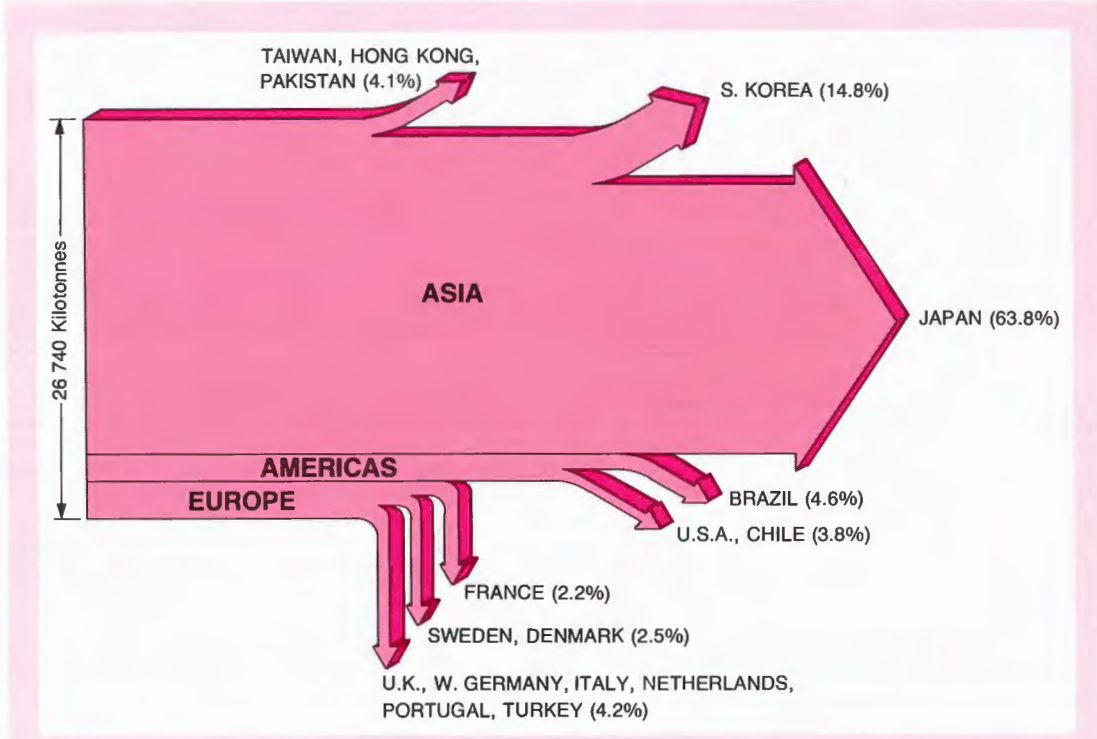 TAIWAN, HONG KONG,
PAKISTAN (4.1%)
S. KOREA (14.8%)
26 740 Kilotonnes
ASIA
JAPAN (63.8%)
AMERICAS
EUROPE
BRAZIL (4.6%)
U.S.A., CHILE (3.8%)
FRANCE (2.2%)
SWEDEN, DENMARK (2.5%)
U.K., W. GERMANY, ITALY, NETHERLANDS,
PORTUGAL, TURKEY (4.2%)